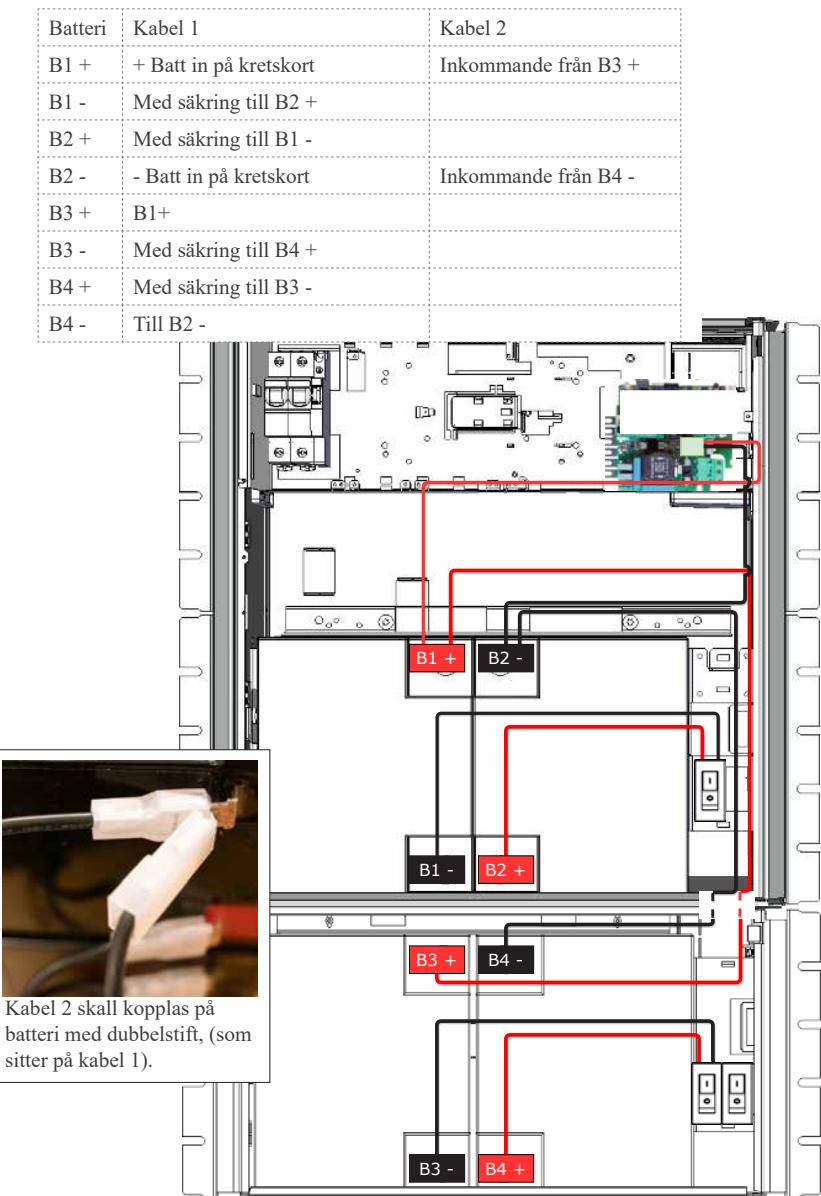 Batteri Kabel 1 Kabel 2
B1 + + Batt in på kretskort Inkommande från B3 +
B1 - Med säkring till B2 +
B2 + Med säkring till B1 -
B2 - - Batt in på kretskort Inkommande från B4 -
B3 + B1+
B3 - Med säkring till B4 +
B4 + Med säkring till B3 -
B4 - Till B2 -
B1 + B2 -
B1 - B2 +
B3 + B4 -
Kabel 2 skall kopplas på
batteri med dubbelstift, (som
sitter på kabel 1).
B3 - B4 +